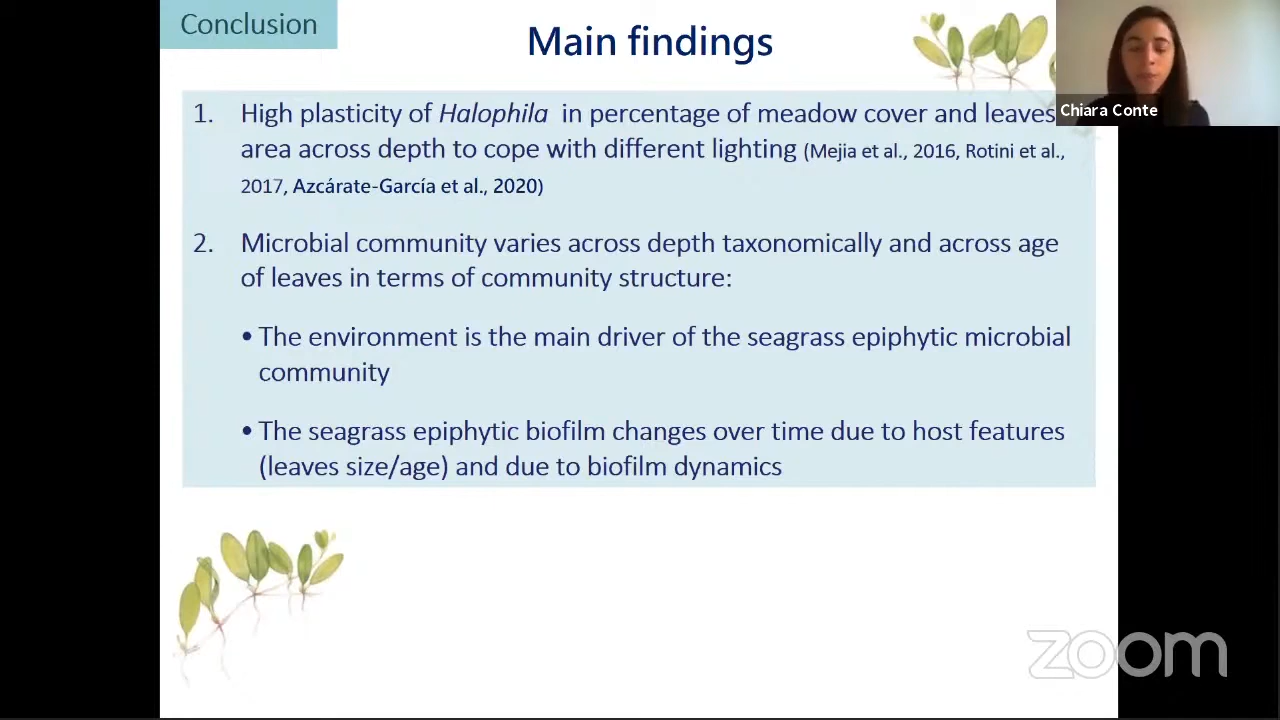 Conclusion
Main findings
Chiara Conte
1. High plasticity of Halophila in percentage of meadow cover and leaves
area across depth to cope with different lighting (Mejia et al., 2016, Rotini et al.,
2017, Azcárate-García et al., 2020)
2. Microbial community varies across depth taxonomically and across age
of leaves in terms of community structure:
• The environment is the main driver of the seagrass epiphytic microbial
community
• The seagrass epiphytic biofilm changes over time due to host features
(leaves size/age) and due to biofilm dynamics
zoom